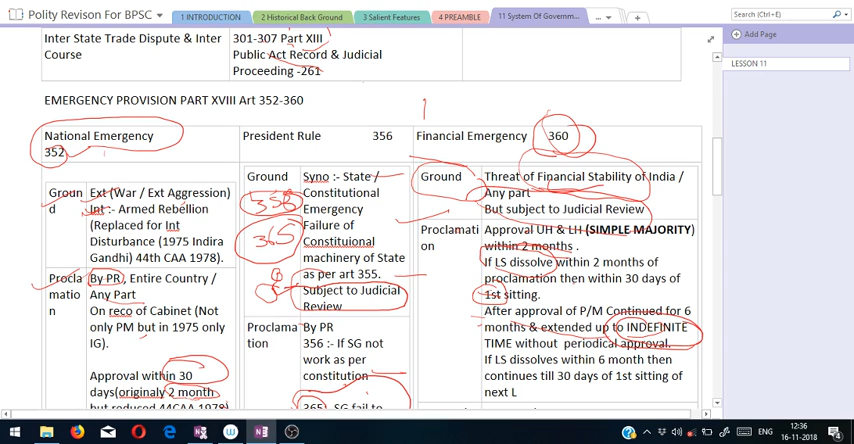 Polity Revison For BPSC
1 INTRODUCTION
2 Historical Back Ground
3 Salient Features
4 PREAMBLE
11 System Of Governm...
...
Search (Ctrl+E)
Add Page
LESSON 11
Inter State Trade Dispute & Inter
Course
301-307 Part XIII
Public Act Record & Judicial
Proceeding -261
EMERGENCY PROVISION PART XVIII Art 352-360
National Emergency
352
President Rule 356
Financial Emergency 360
Groun
d
Ext (War / Ext Aggression)
Int :- Armed Rebellion
(Replaced for Int
Disturbance (1975 Indira
Gandhi) 44th CAA 1978).
Procla
matio
n
By PR, Entire Country /
Any Part
On reco of Cabinet (Not
only PM but in 1975 only
IG).
Approval within 30
days(originaly 2 month
but reduced 44CAA 1978)
Ground
356
365
Syno :- State /
Constitutional
Emergency
Failure of
Constituional
machinery of State
as per art 355.
Subject to Judicial
Review
Proclama
tion
By PR
356 :- If SG not
work as per
constitution
365 SG fail to
Ground
Threat of Financial Stability of India /
Any part
But subject to Judicial Review
Proclamati
on
Approval UH & LH (SIMPLE MAJORITY)
within 2 months .
If LS dissolve within 2 months of
proclamation then within 30 days of
1st sitting.
After approval of P/M Continued for 6
months & extended up to INDEFINITE
TIME without periodical approval.
If LS dissolves within 6 month then
continues till 30 days of 1st sitting of
next L
ENG
12:36
16-11-2018
4